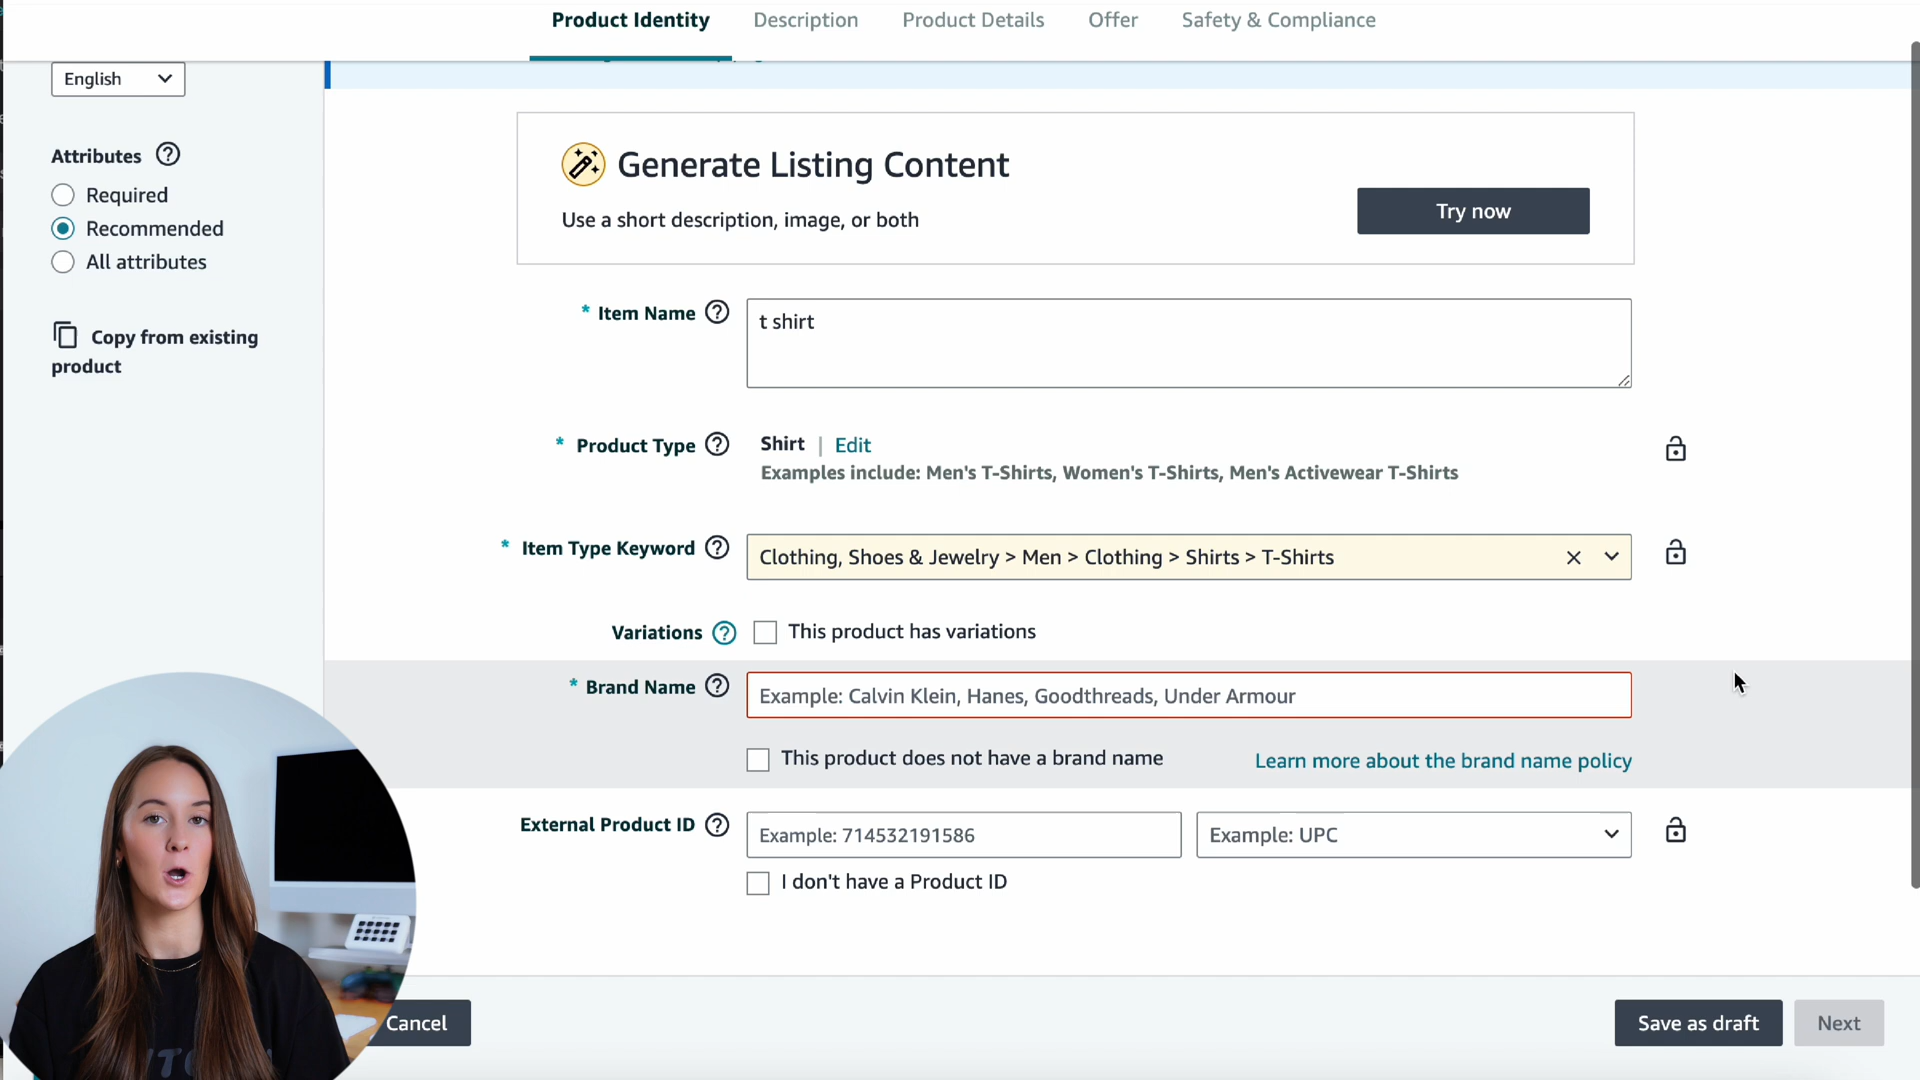 Product Identity
Description
Product Details
Offer
Safety & Compliance
English
Attributes
Required
Recommended
All attributes
Copy from existing
product
Generate Listing Content
Use a short description, image, or both
Try now
* Item Name
t shirt
* Product Type
Shirt | Edit
Examples include: Men's T-Shirts, Women's T-Shirts, Men's Activewear T-Shirts
* Item Type Keyword
Clothing, Shoes & Jewelry > Men > Clothing > Shirts > T-Shirts
Variations
This product has variations
* Brand Name
Example: Calvin Klein, Hanes, Goodthreads, Under Armour
This product does not have a brand name
Learn more about the brand name policy
External Product ID
Example: 714532191586
Example: UPC
I don't have a Product ID
Cancel
Save as draft
Next